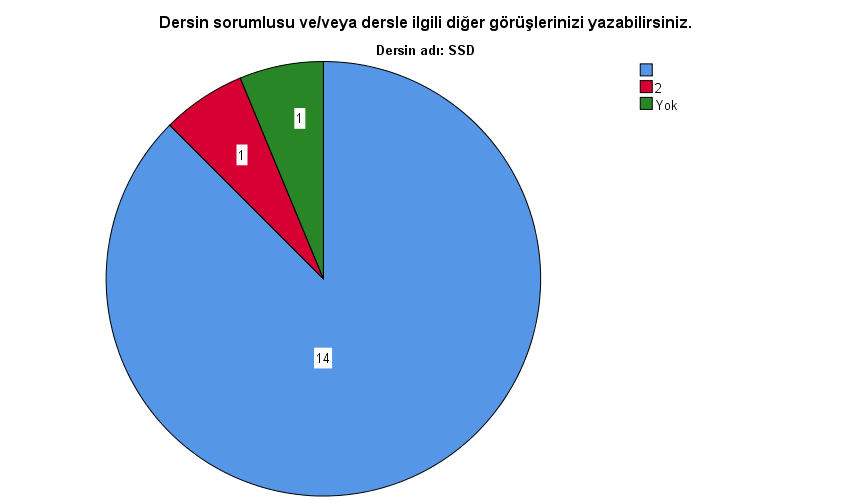 Dersin sorumlusu ve/veya dersle ilgili diğer görüşlerinizi yazabilirsiniz.
Dersin adı: SSD
2
Yok
1
1
14